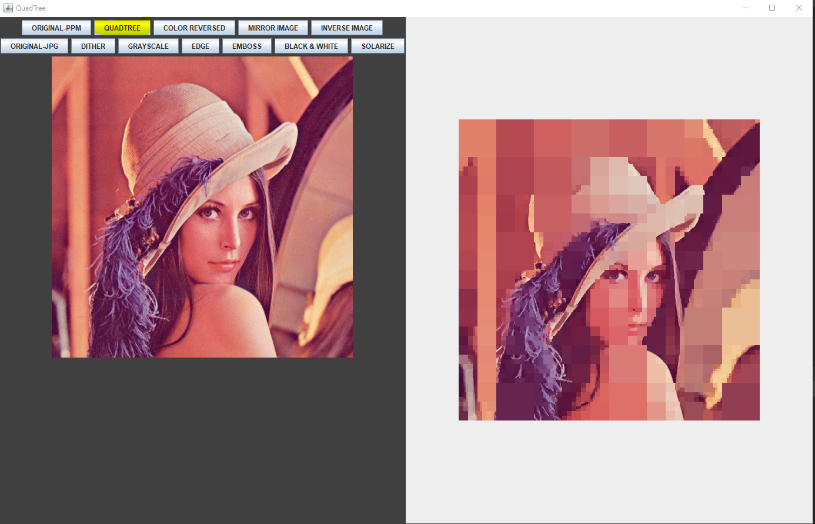 QuadTree
ORIGINAL-PPM QUADTREE COLOR REVERSED MIRROR IMAGE INVERSE IMAGE
ORIGINAL-JPG DITHER GRAYSCALE EDGE EMBOSS BLACK & WHITE SOLARIZE